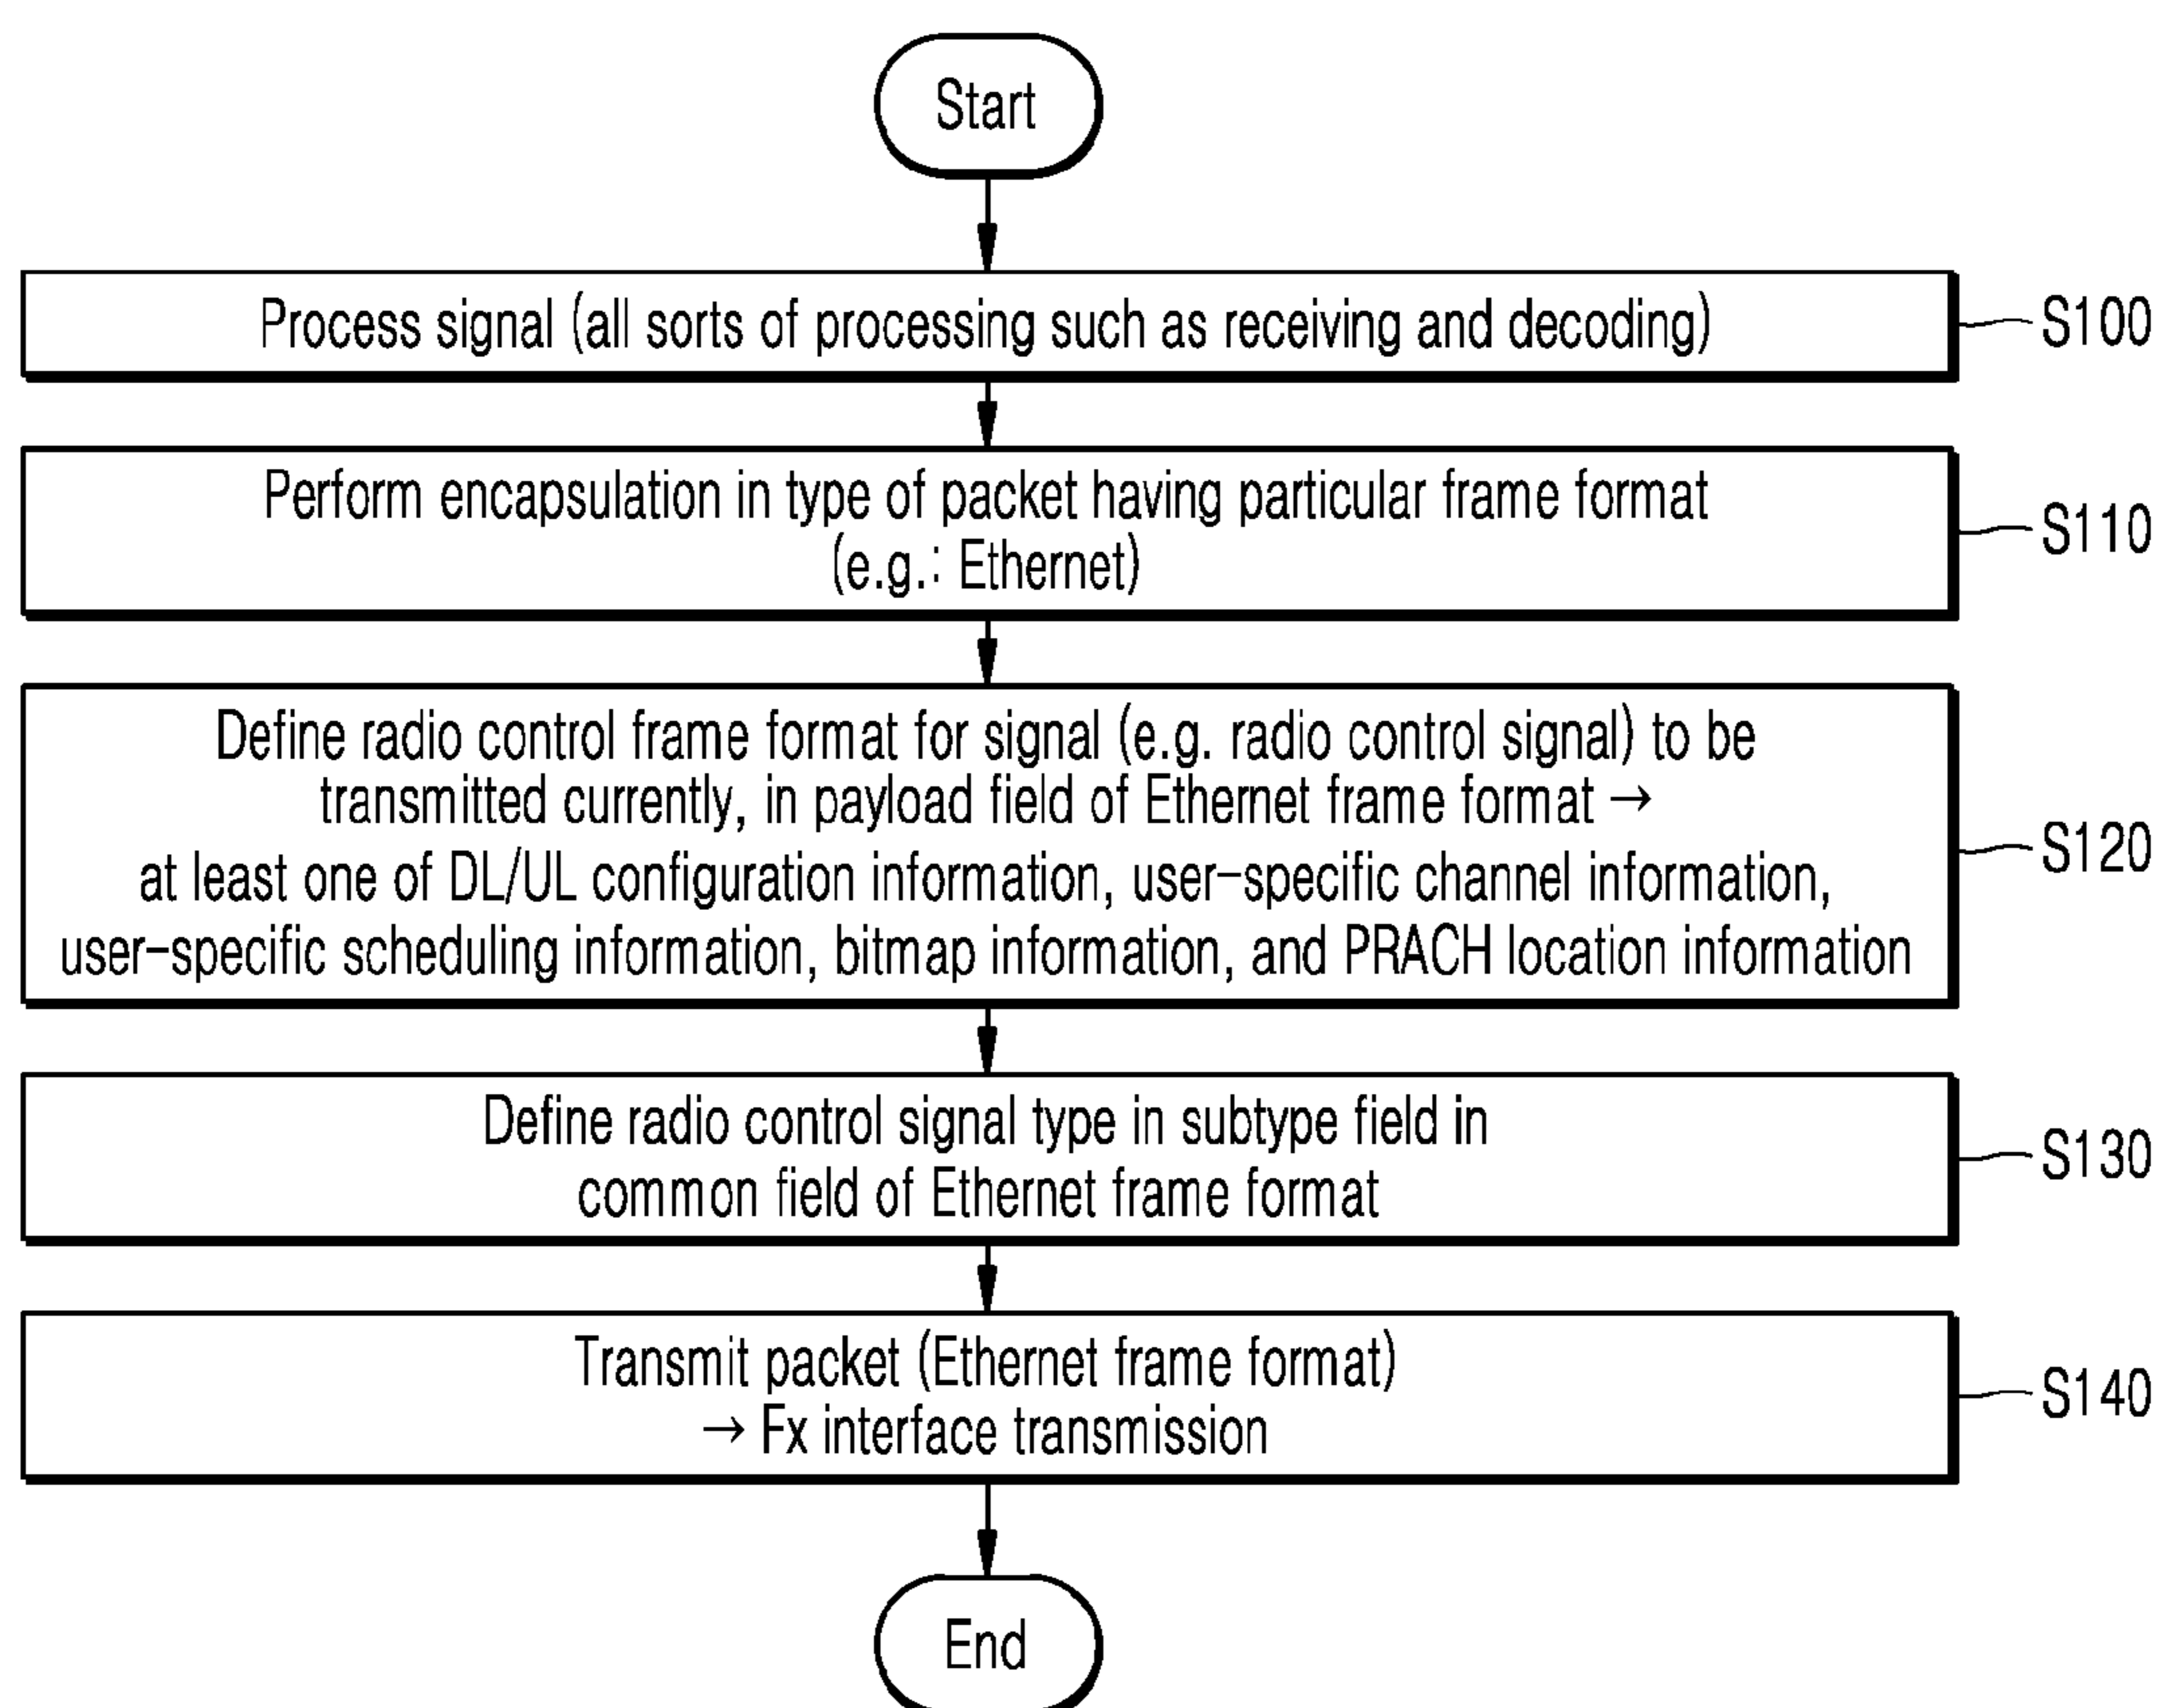 Start
Process signal (all sorts of processing such as receiving and decoding)
S100
Perform encapsulation in type of packet having particular frame format
(e.g.: Ethernet)
S110
Define radio control frame format for signal (e.g. radio control signal) to be
transmitted currently, in payload field of Ethernet frame format →
at least one of DL/UL configuration information, user-specific channel information,
user-specific scheduling information, bitmap information, and PRACH location information
S120
Define radio control signal type in subtype field in
common field of Ethernet frame format
S130
Transmit packet (Ethernet frame format)
→ Fx interface transmission
S140
End